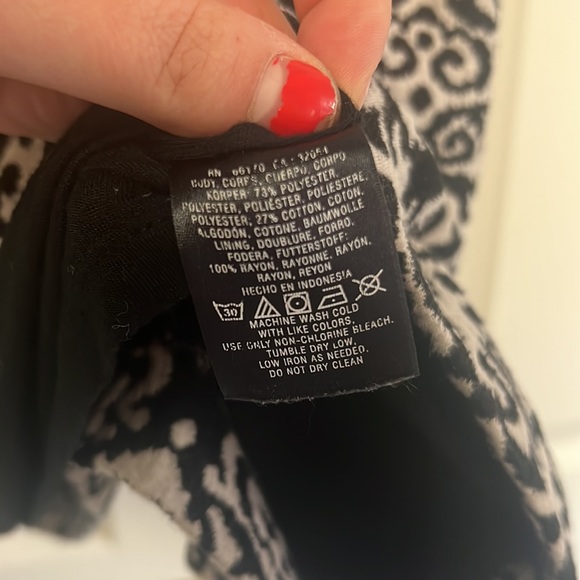 RN 66170 CA 32054
BODY, CORPS, CUERPO, CORPO
KÖRPER: 73% POLYESTER,
POLYESTER, POLIÉSTER, POLIESTERE,
POLYESTER; 27% COTTON, COTON,
ALGODÓN, COTONE, BAUMWOLLE
LINING, DOUBLURE, FORRO,
FODERA, FUTTERSTOFF:
100% RAYON, RAYONNE, RAYÓN,
RAYON, REYON
HECHO EN INDONESIA
30
MACHINE WASH COLD
WITH LIKE COLORS.
USE ONLY NON-CHLORINE BLEACH.
TUMBLE DRY LOW.
LOW IRON AS NEEDED.
DO NOT DRY CLEAN